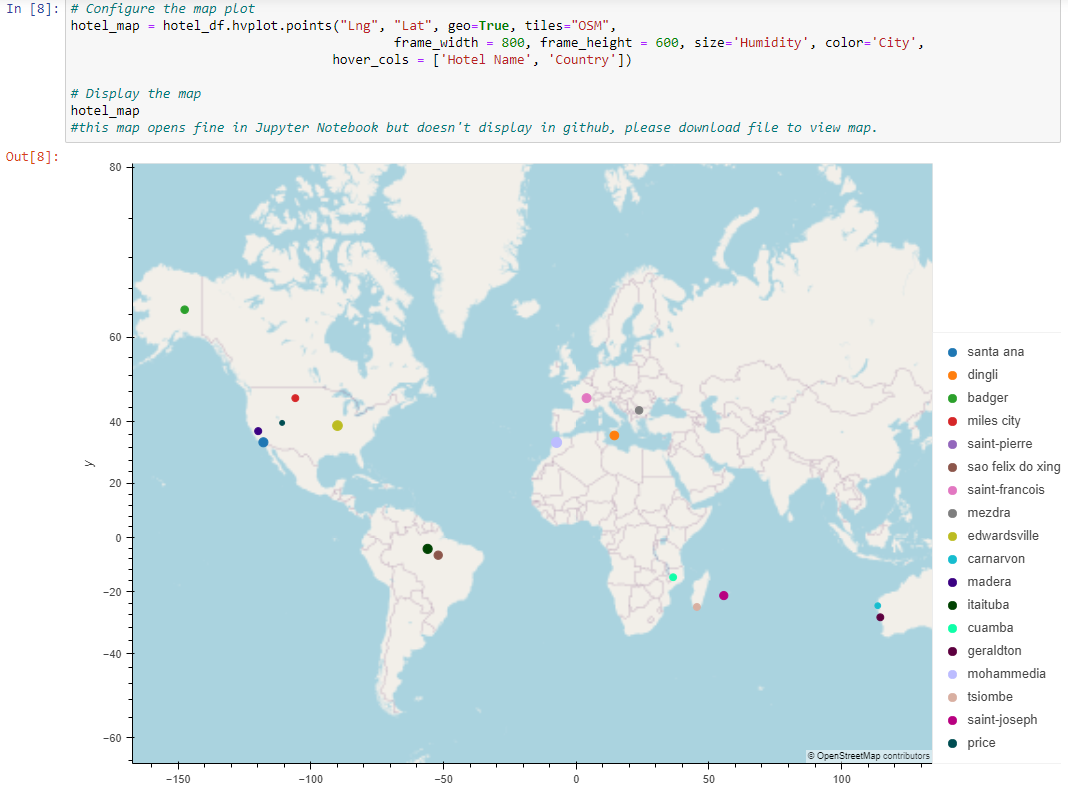 In [8]: # Configure the map plot
hotel_map = hotel_df.hvplot.points("Lng", "Lat", geo=True, tiles="OSM",
frame_width = 800, frame_height = 600, size='Humidity', color='City',
hover_cols = ['Hotel Name', 'Country'])
# Display the map
hotel_map
#this map opens fine in Jupyter Notebook but doesn't display in github, please download file to view map.
Out[8]:
80
60
40
20
0
−20
−40
−60
y
−150
−100
−50
0
50
100
© OpenStreetMap contributors
santa ana
dingli
badger
miles city
saint-pierre
sao felix do xing
saint-francois
mezdra
edwardsville
carnarvon
madera
itaituba
cuamba
geraldton
mohammedia
tsiombe
saint-joseph
price